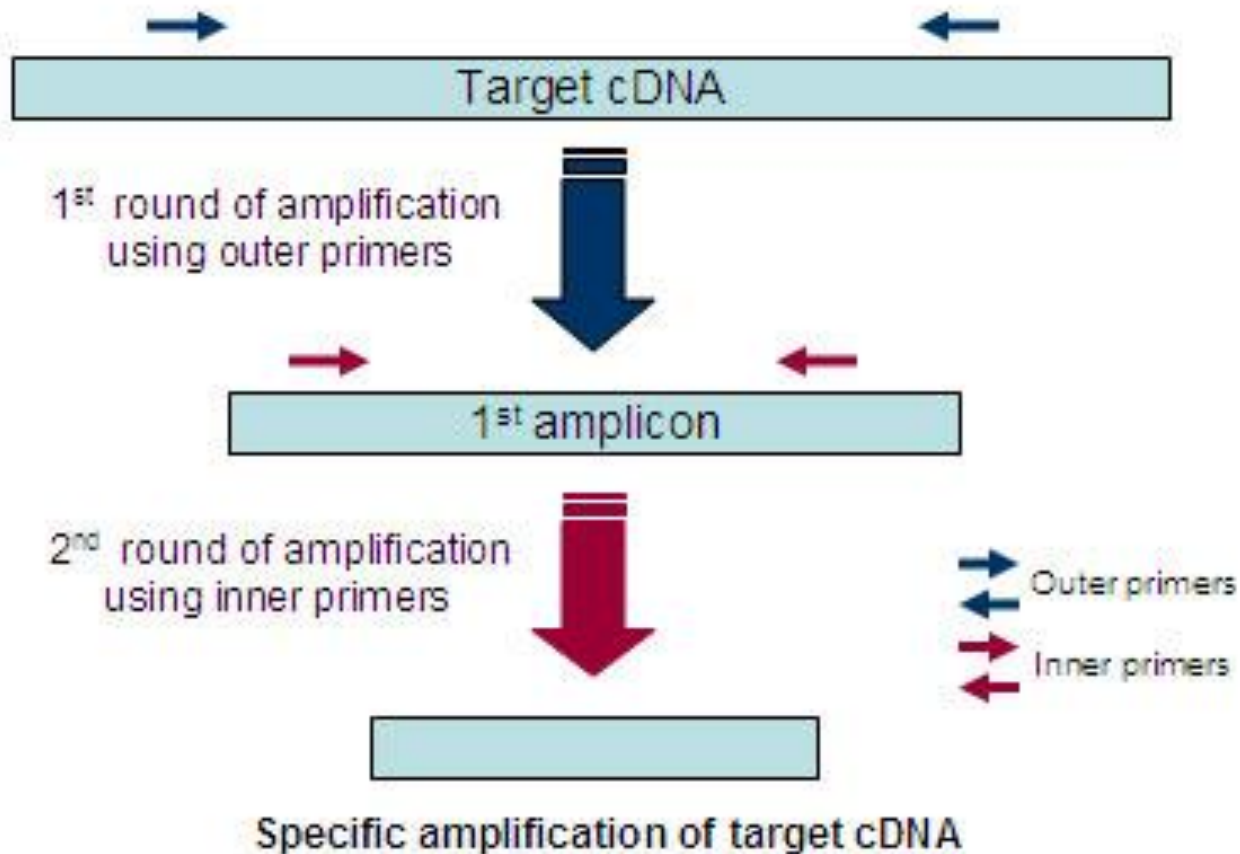 Target cDNA
1st round of amplification
using outer primers
1st amplicon
2nd round of amplification
using inner primers
Outer primers
Inner primers
Specific amplification of target cDNA